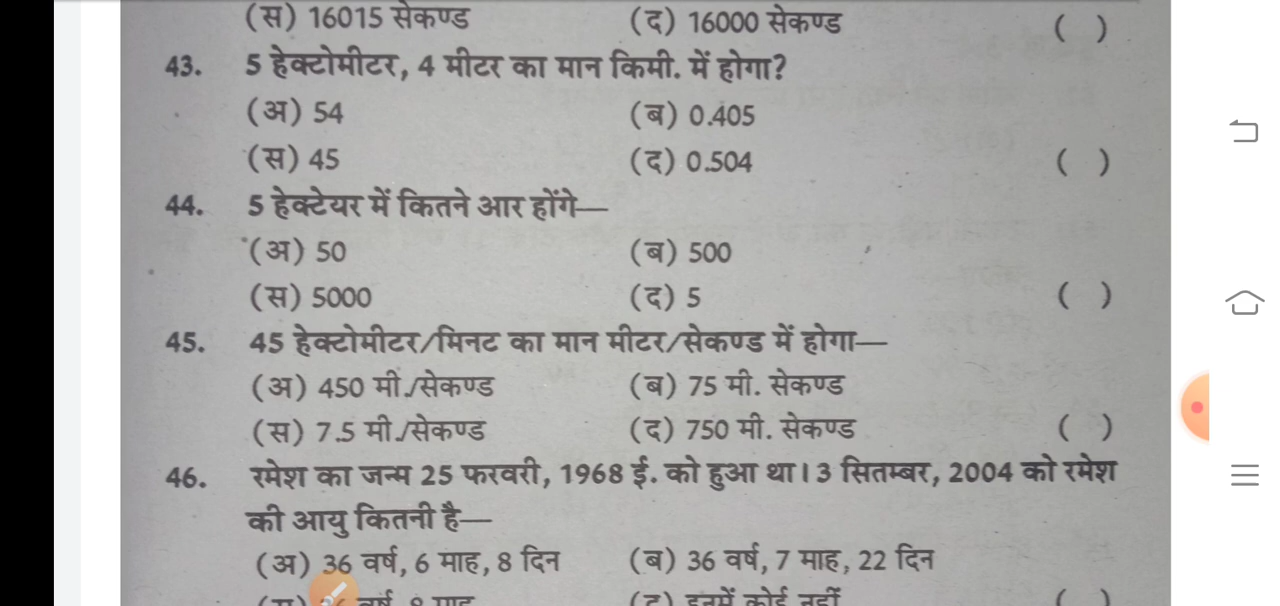 (स) 16015 सेकण्ड (द) 16000 सेकण्ड ( )
43. 5 हेक्टोमीटर, 4 मीटर का मान किमी. में होगा?
(अ) 54 (ब) 0.405
(स) 45 (द) 0.504 ( )
44. 5 हेक्टेयर में कितने आर होंगे—
(अ) 50 (ब) 500
(स) 5000 (द) 5 ( )
45. 45 हेक्टोमीटर/मिनट का मान मीटर/सेकण्ड में होगा—
(अ) 450 मी./सेकण्ड (ब) 75 मी. सेकण्ड
(स) 7.5 मी./सेकण्ड (द) 750 मी. सेकण्ड ( )
46. रमेश का जन्म 25 फरवरी, 1968 ई. को हुआ था। 3 सितम्बर, 2004 को रमेश
की आयु कितनी है—
(अ) 36 वर्ष, 6 माह, 8 दिन (ब) 36 वर्ष, 7 माह, 22 दिन
(द) इनमें कोई नहीं ( )